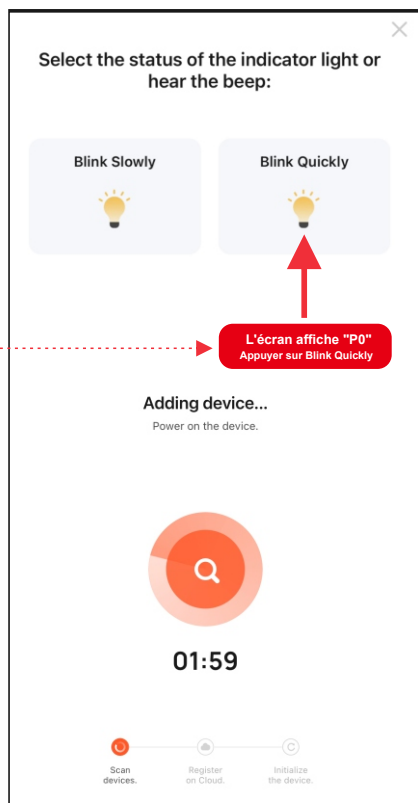 Select the status of the indicator light or
hear the beep:
Blink Slowly
Blink Quickly
L'écran affiche "P0"
Appuyer sur Blink Quickly
Adding device...
Power on the device.
01:59
Scan
devices.
Register
on Cloud.
Initialize
the device.